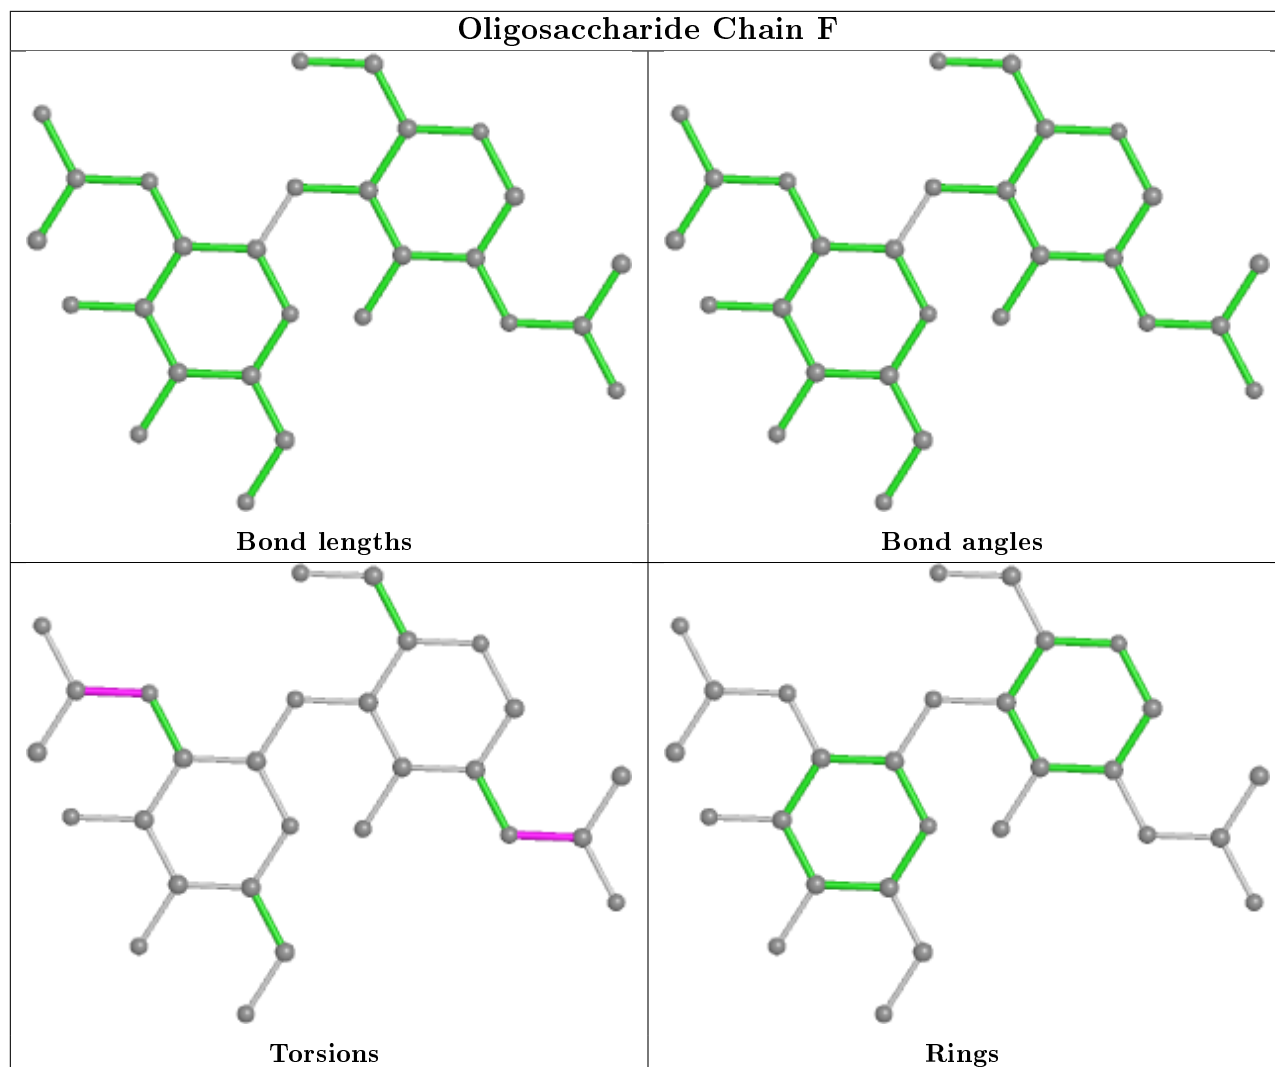 Oligosaccharide Chain F
Bond lengths
Bond angles
Torsions
Rings